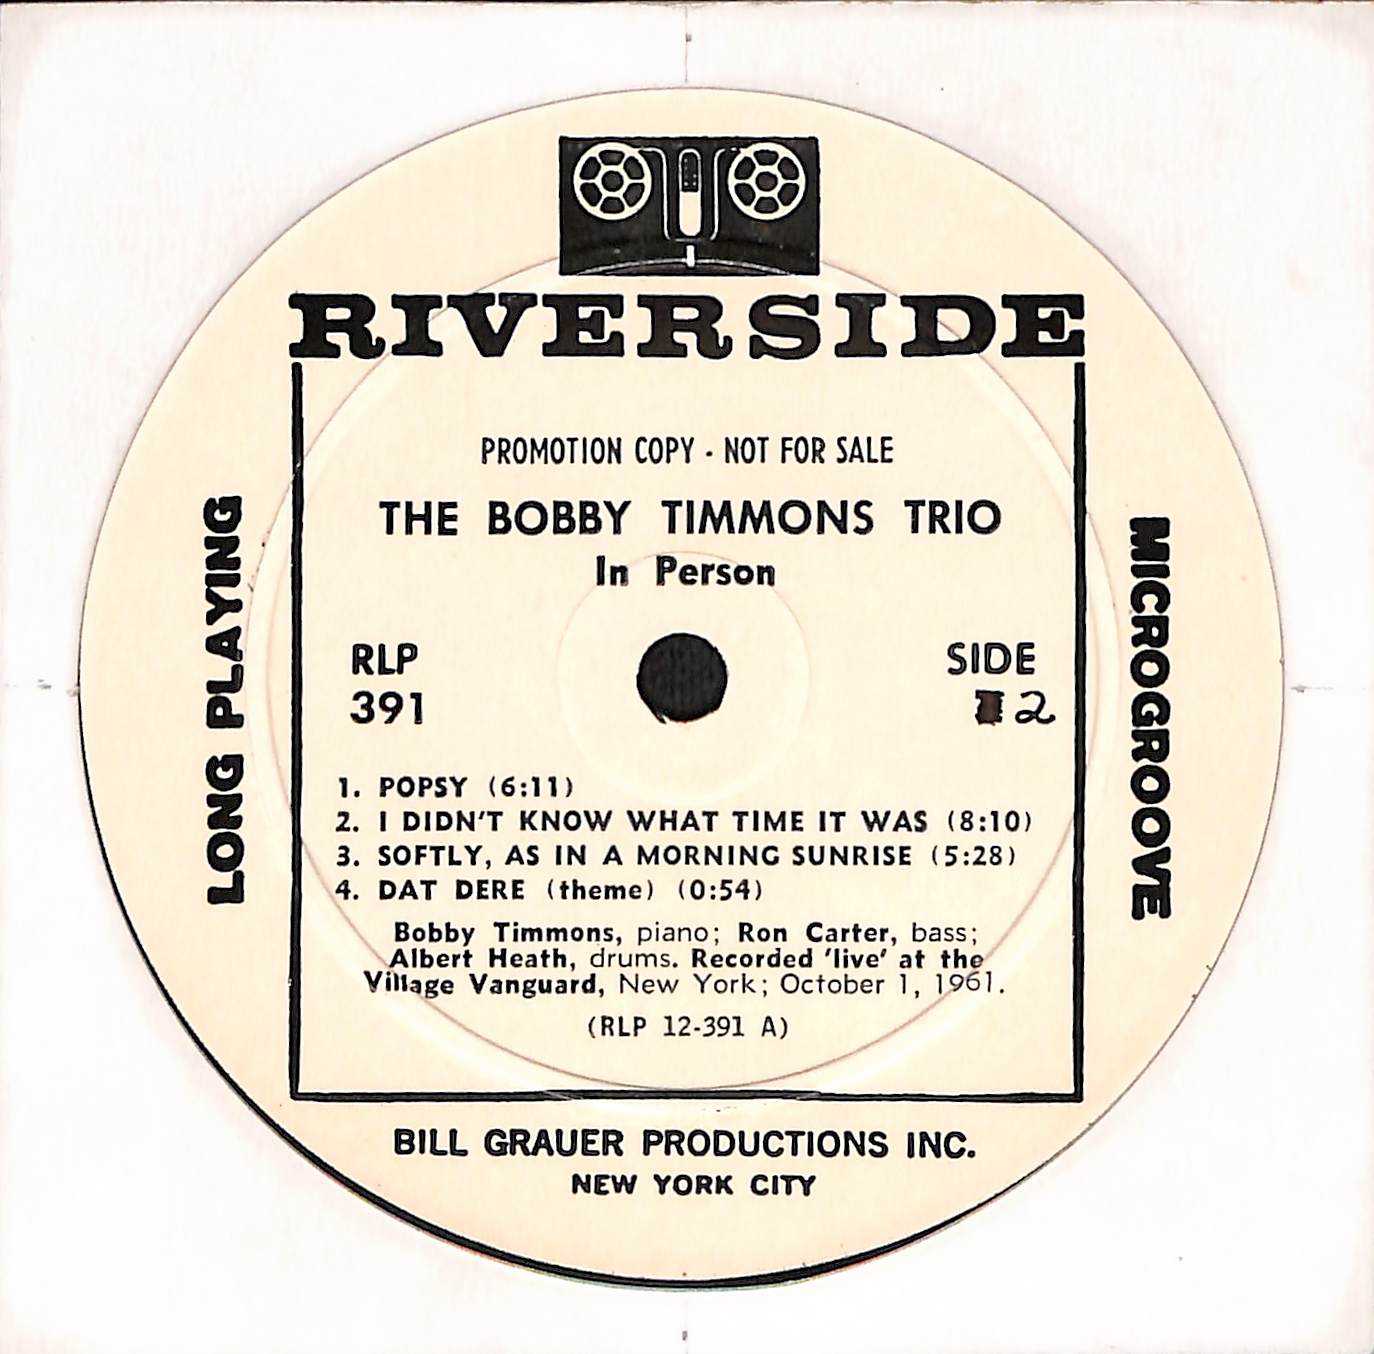 RIVERSIDE
PROMOTION COPY · NOT FOR SALE
THE BOBBY TIMMONS TRIO
In Person
LONG PLAYING
MICROGROOVE
RLP
391
SIDE
2
1. POPSY (6:11)
2. I DIDN'T KNOW WHAT TIME IT WAS (8:10)
3. SOFTLY, AS IN A MORNING SUNRISE (5:28)
4. DAT DERE (theme) (0:54)
Bobby Timmons, piano; Ron Carter, bass;
Albert Heath, drums. Recorded 'live' at the
Village Vanguard, New York; October 1, 1961.
(RLP 12-391 A)
BILL GRAUER PRODUCTIONS INC.
NEW YORK CITY